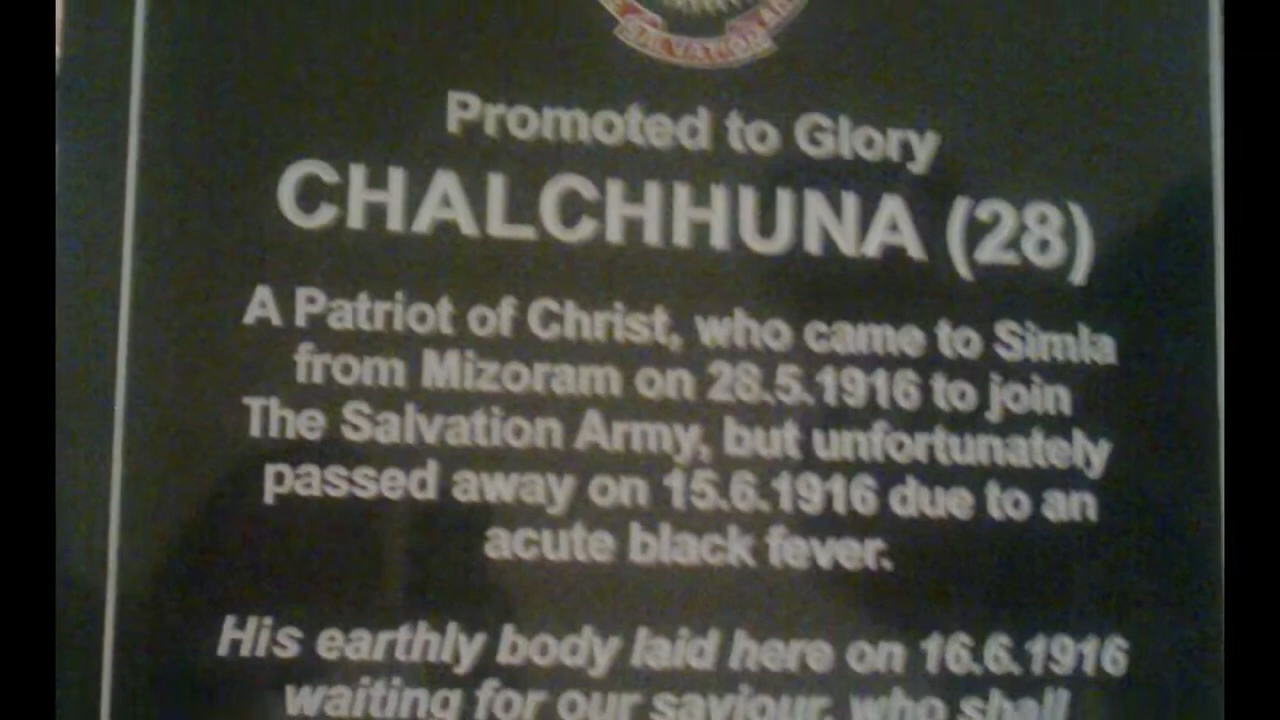 SALVATION AR
Promoted to Glory
CHALCHHUNA (28)
A Patriot of Christ, who came to Simla
from Mizoram on 28.5.1916 to join
The Salvation Army, but unfortunately
passed away on 15.6.1916 due to an
acute black fever.
His earthly body laid here on 16.6.1916
waiting for our saviour, who shall